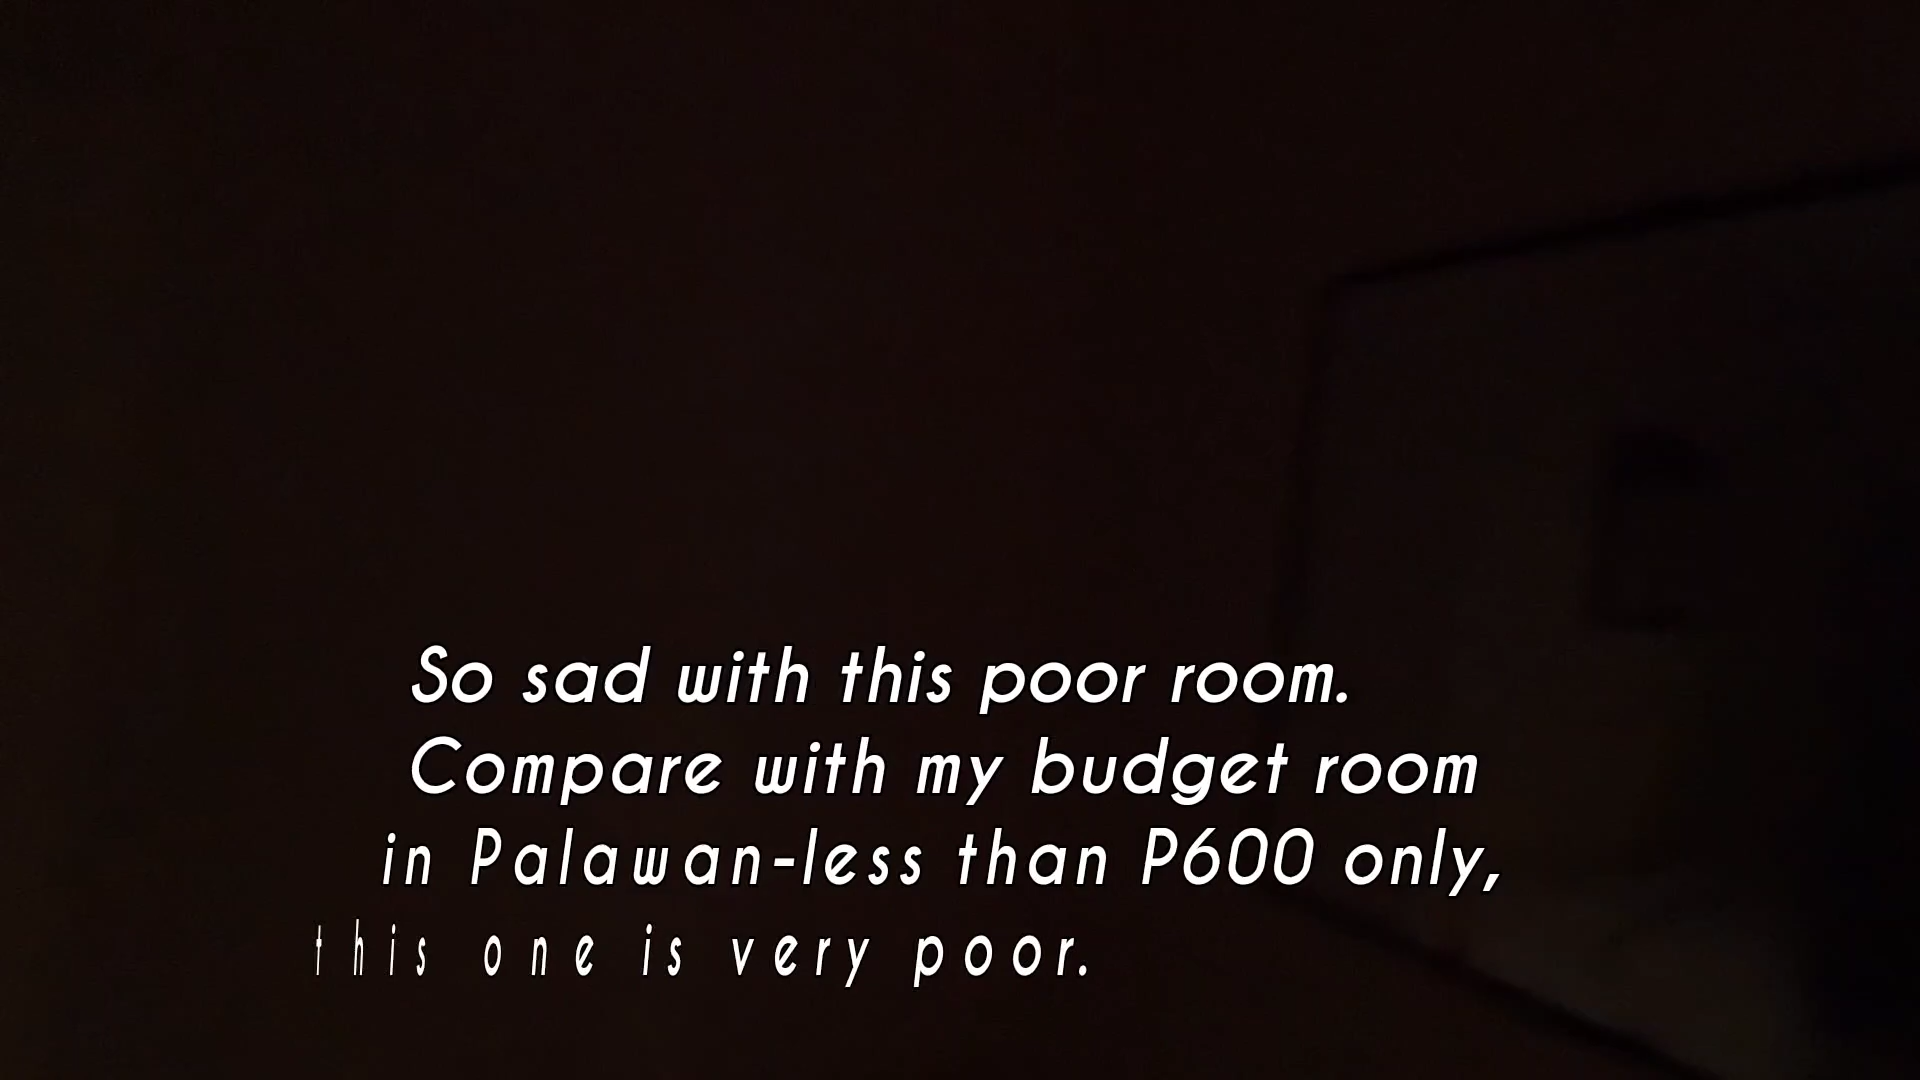 So sad with this poor room.
Compare with my budget room
in Palawan-less than P600 only,
this one is very poor.